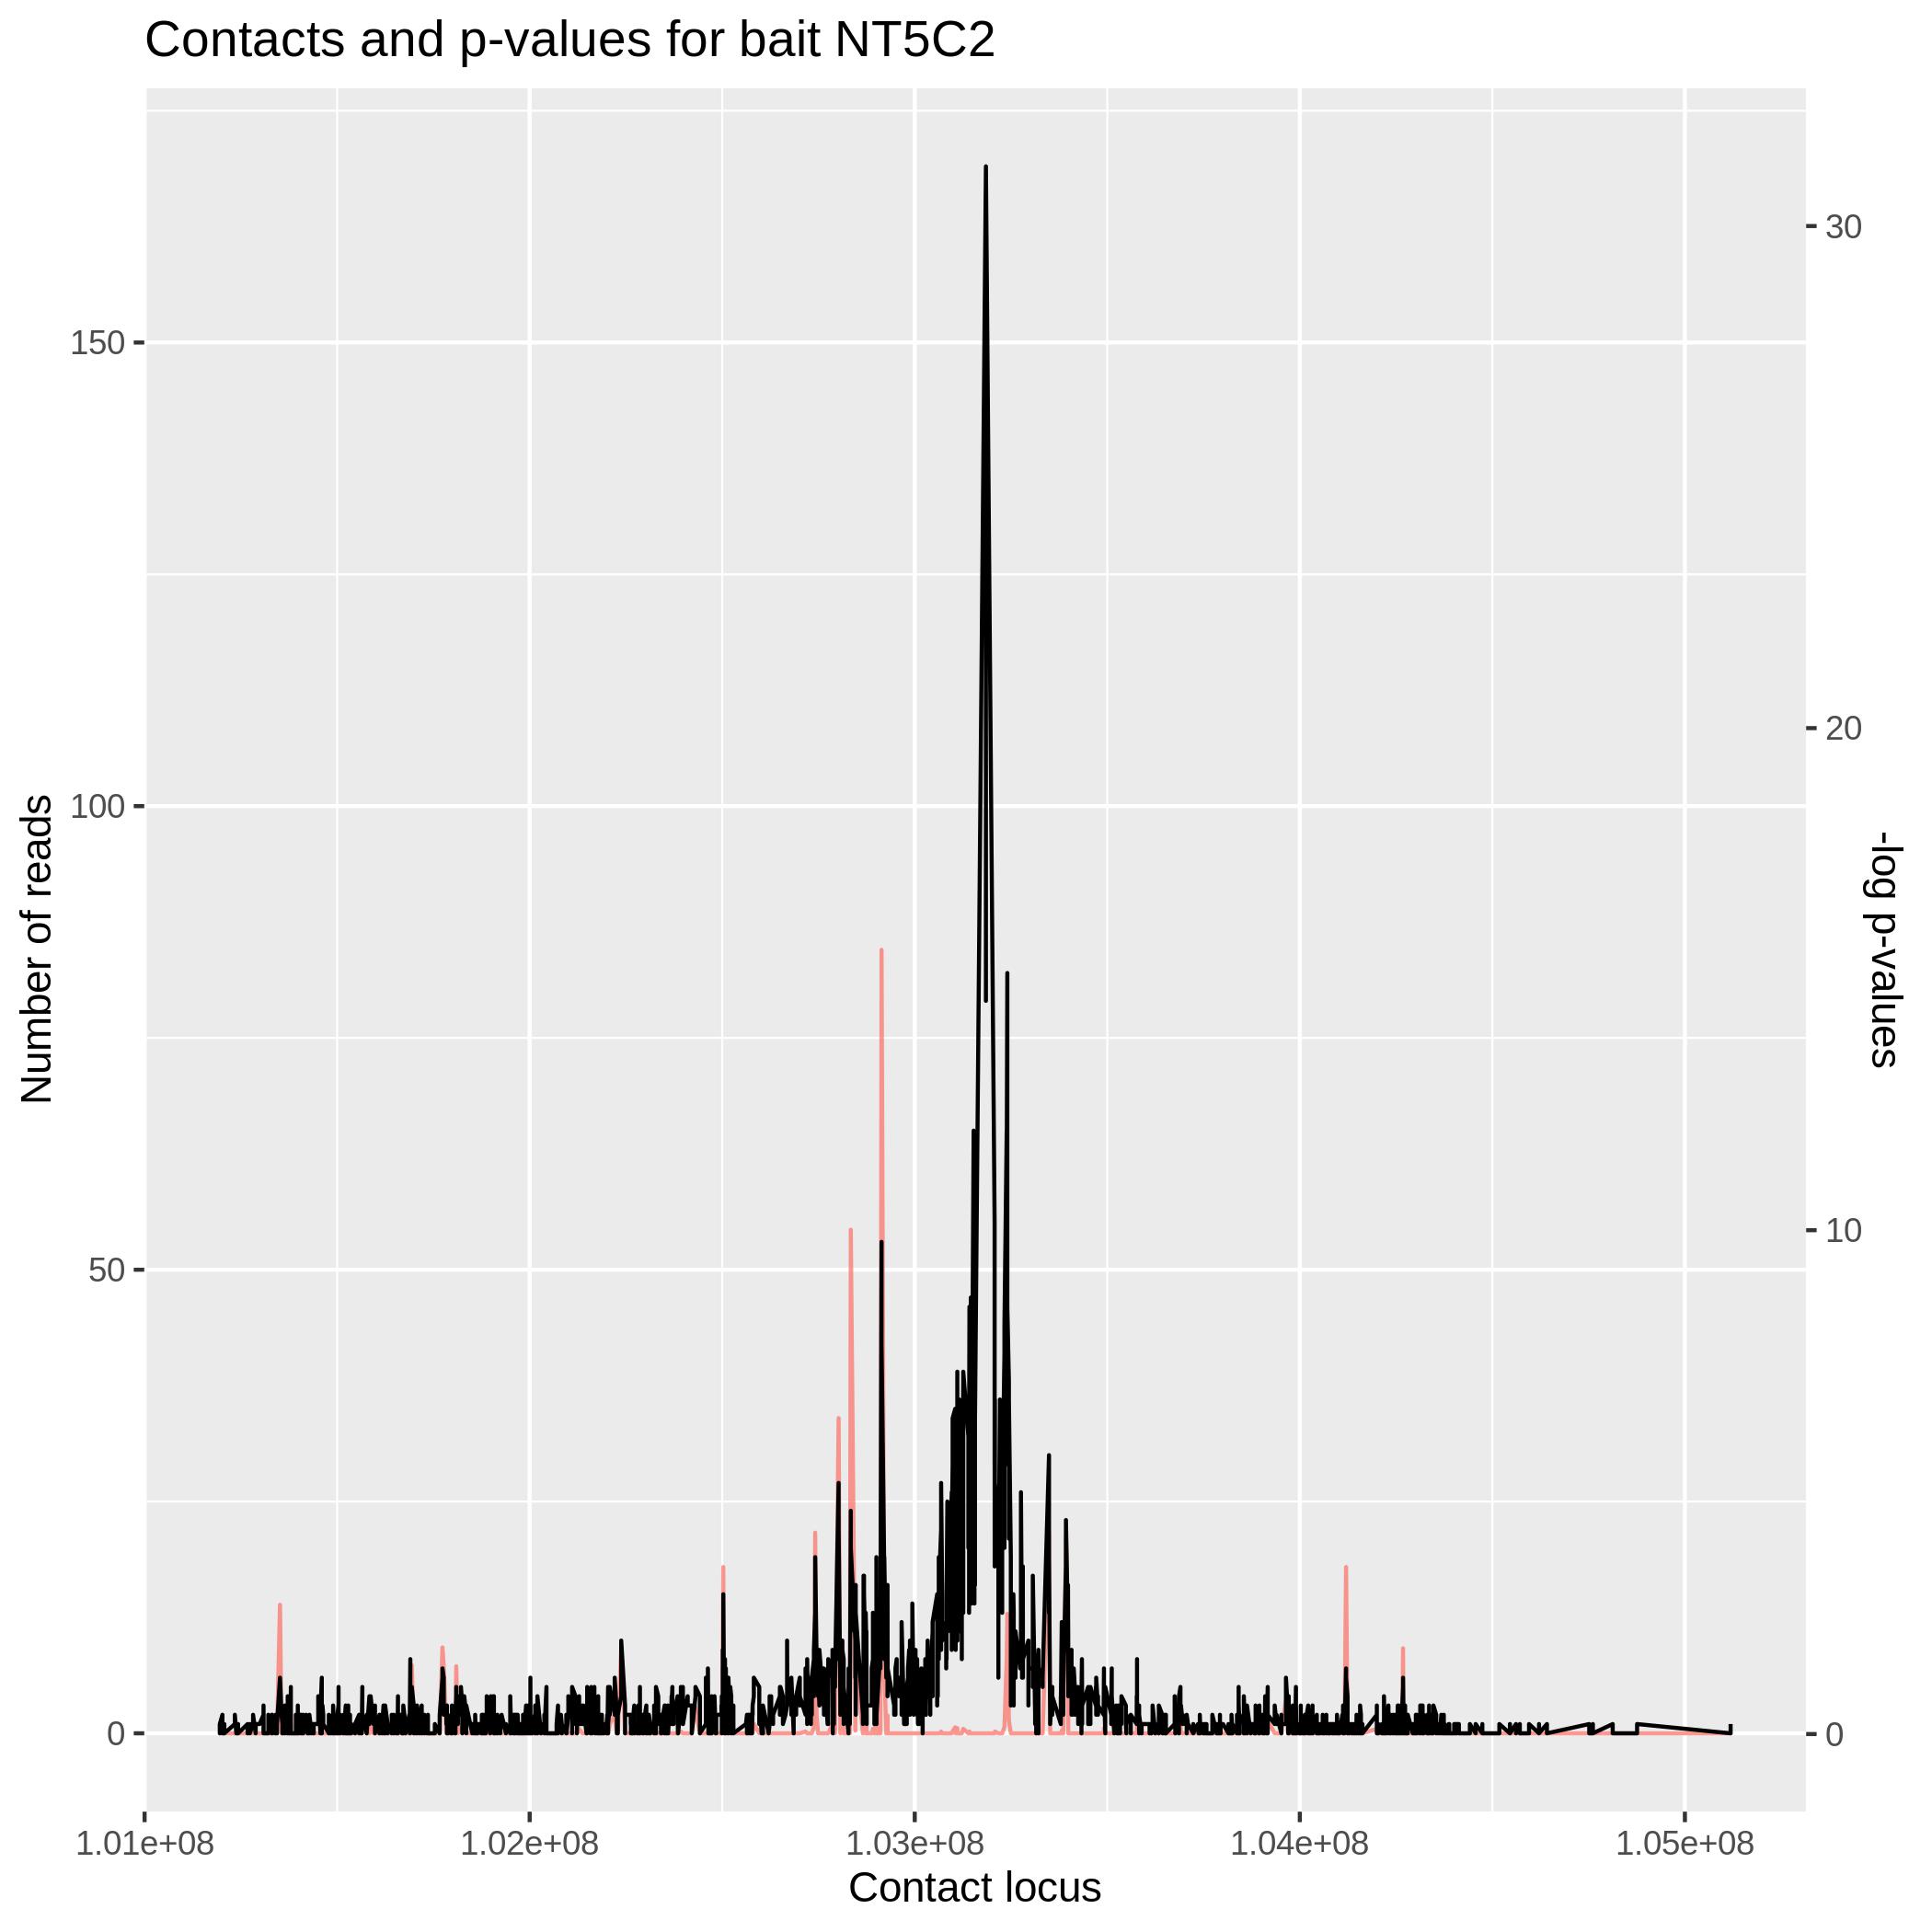 Contacts and p-values for bait NT5C2
150
100
50
0
Number of reads
30
20
10
0
-log p-values
1.01e+08
1.02e+08
1.03e+08
1.04e+08
1.05e+08
Contact locus